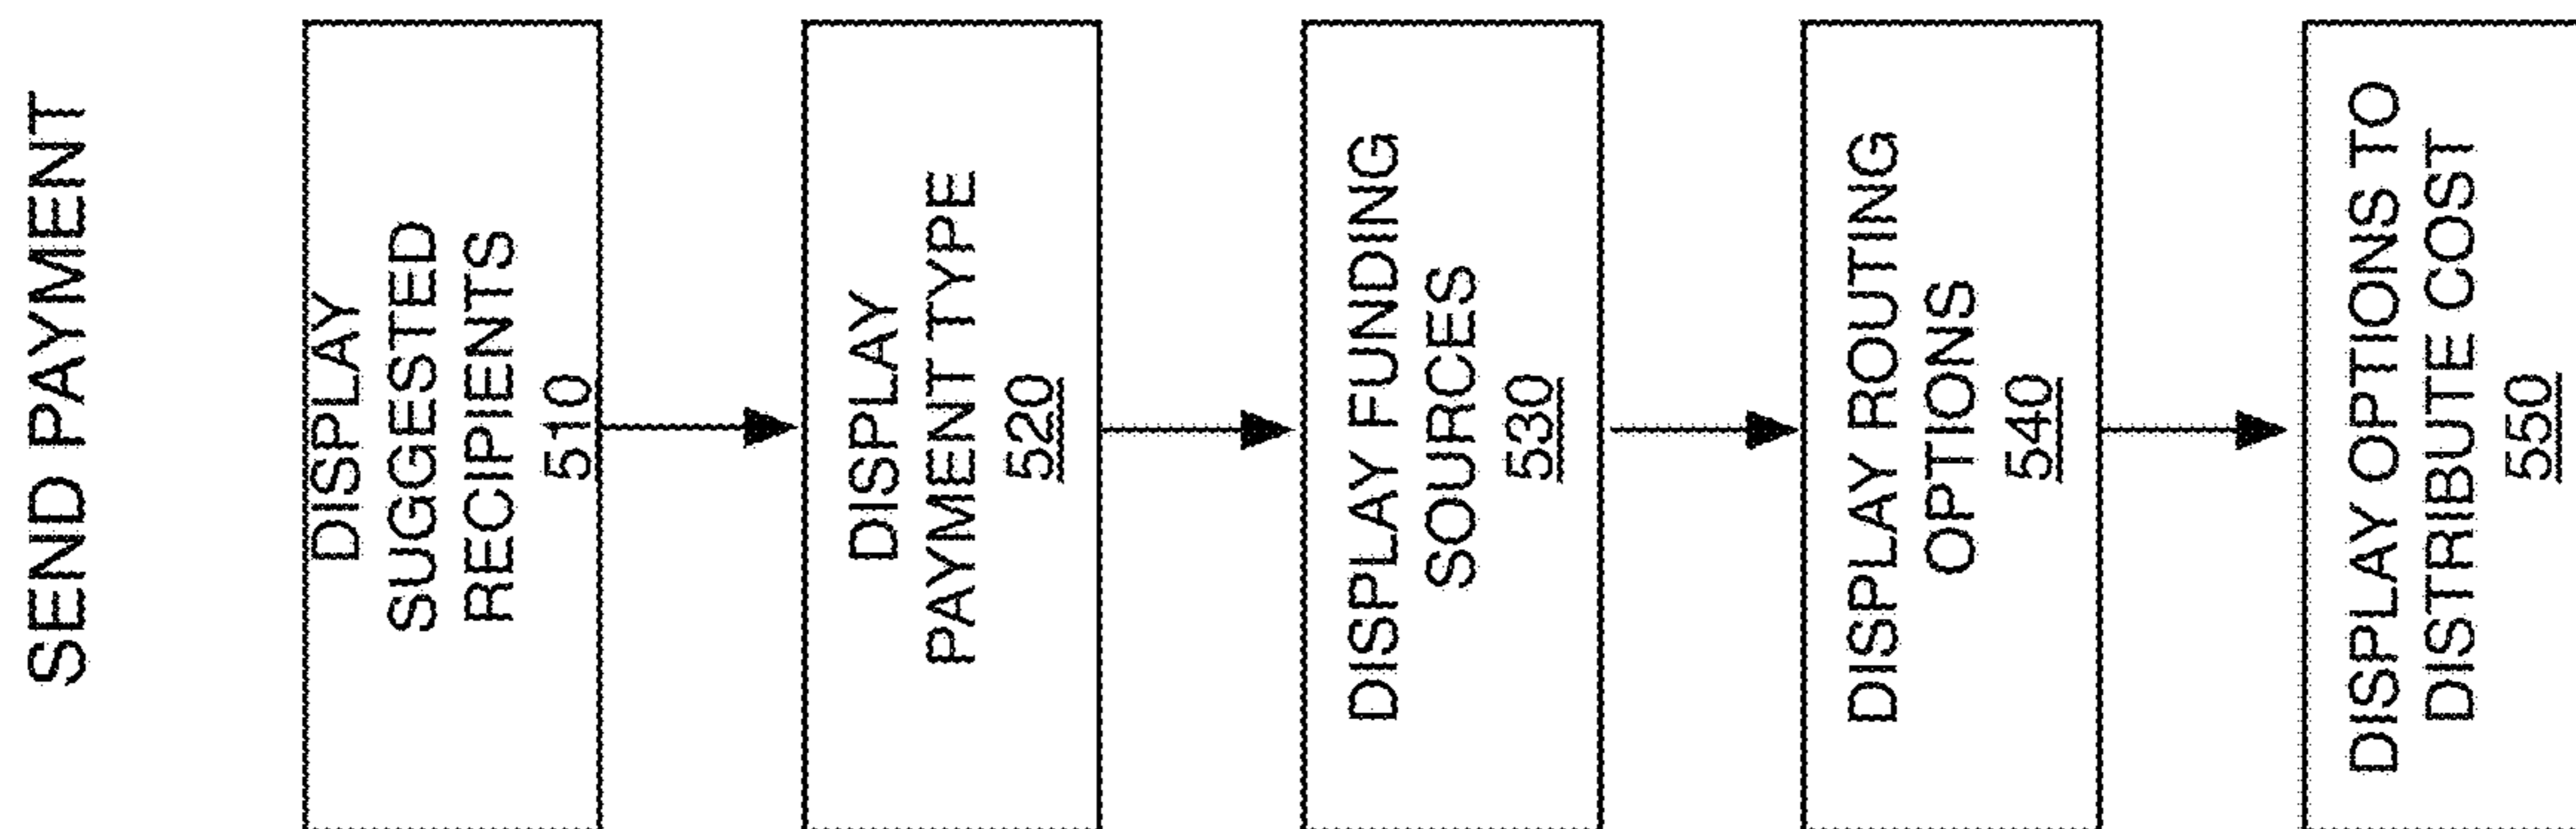 SEND PAYMENT
DISPLAY
SUGGESTED
RECIPIENTS
510
DISPLAY
PAYMENT TYPE
520
DISPLAY FUNDING
SOURCES
530
DISPLAY ROUTING
OPTIONS
540
DISPLAY OPTIONS TO
DISTRIBUTE COST
550